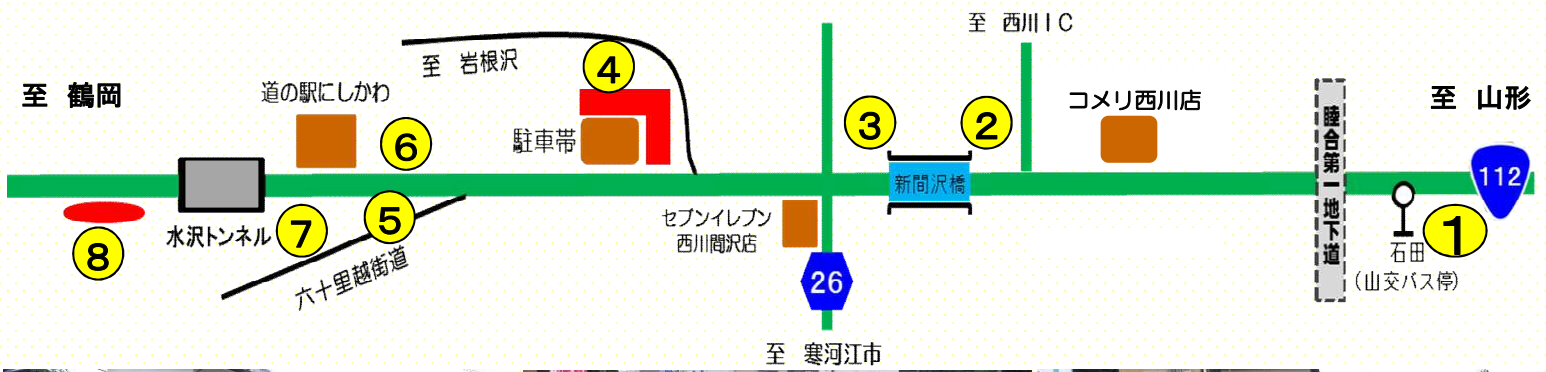 至 西川IC
至 岩根沢
④
道の駅にしかわ
コメリ西川店
至 鶴岡
至 山形
③
②
駐車帯
⑥
睦合第一地下道
112
新間沢橋
⑤
セブンイレブン
西川間沢店
⑦
水沢トンネル
①
⑧
石田
(山交バス停)
六十里越街道
26
至 寒河江市